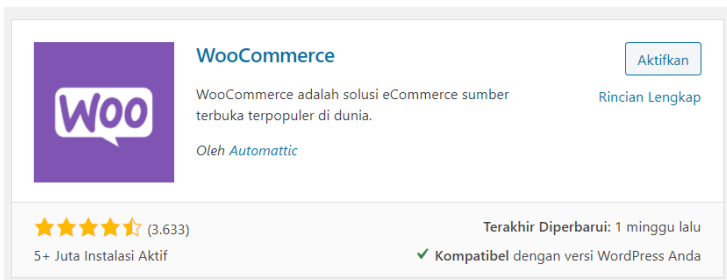 Woo
WooCommerce
Aktifkan
WooCommerce adalah solusi eCommerce sumber
terbuka terpopuler di dunia.
Rincian Lengkap
Oleh Automattic
(3.633)
5+ Juta Instalasi Aktif
Terakhir Diperbarui: 1 minggu lalu
Kompatibel dengan versi WordPress Anda